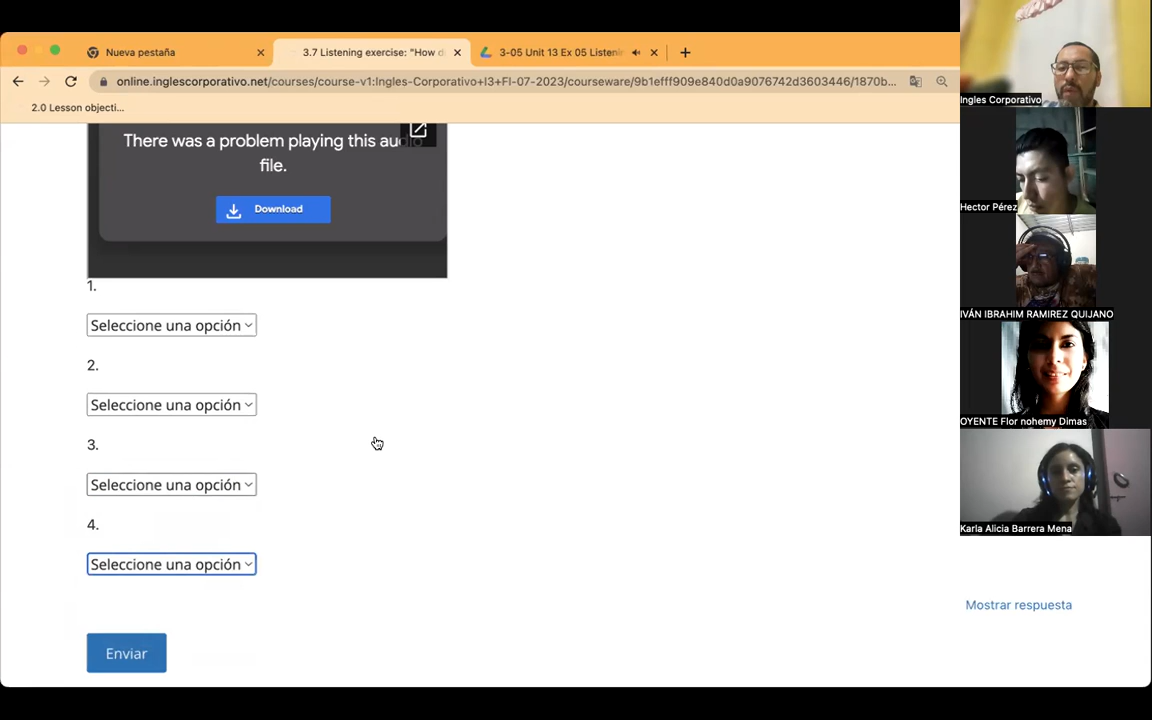 Nueva pestaña
3.7 Listening exercise: "How d
3-05 Unit 13 Ex 05 Listenin
online.inglescorporativo.net/courses/course-v1:Ingles-Corporativo+I3+FI-07-2023/courseware/9b1efff909e840d0a9076742d3603446/1870b...
2.0 Lesson objecti...
There was a problem playing this audio
file.
Download
1.
Seleccione una opción
2.
Seleccione una opción
3.
Seleccione una opción
4.
Seleccione una opción
Enviar
Mostrar respuesta
Ingles Corporativo
Hector Pérez
IVÁN IBRAHIM RAMIREZ QUIJANO
OYENTE Flor nohemy Dimas
Karla Alicia Barrera Mena